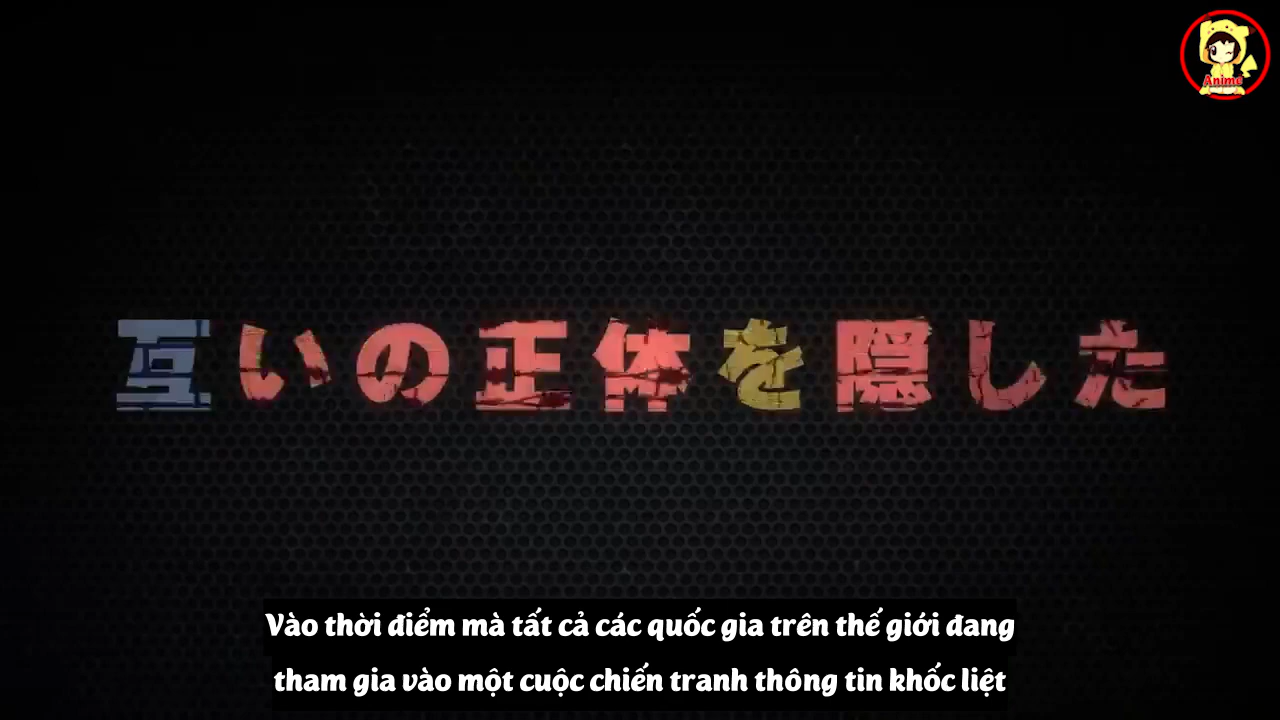 Anime
互いの正体を隠した
Vào thời điểm mà tất cả các quốc gia trên thế giới đang
tham gia vào một cuộc chiến tranh thông tin khốc liệt